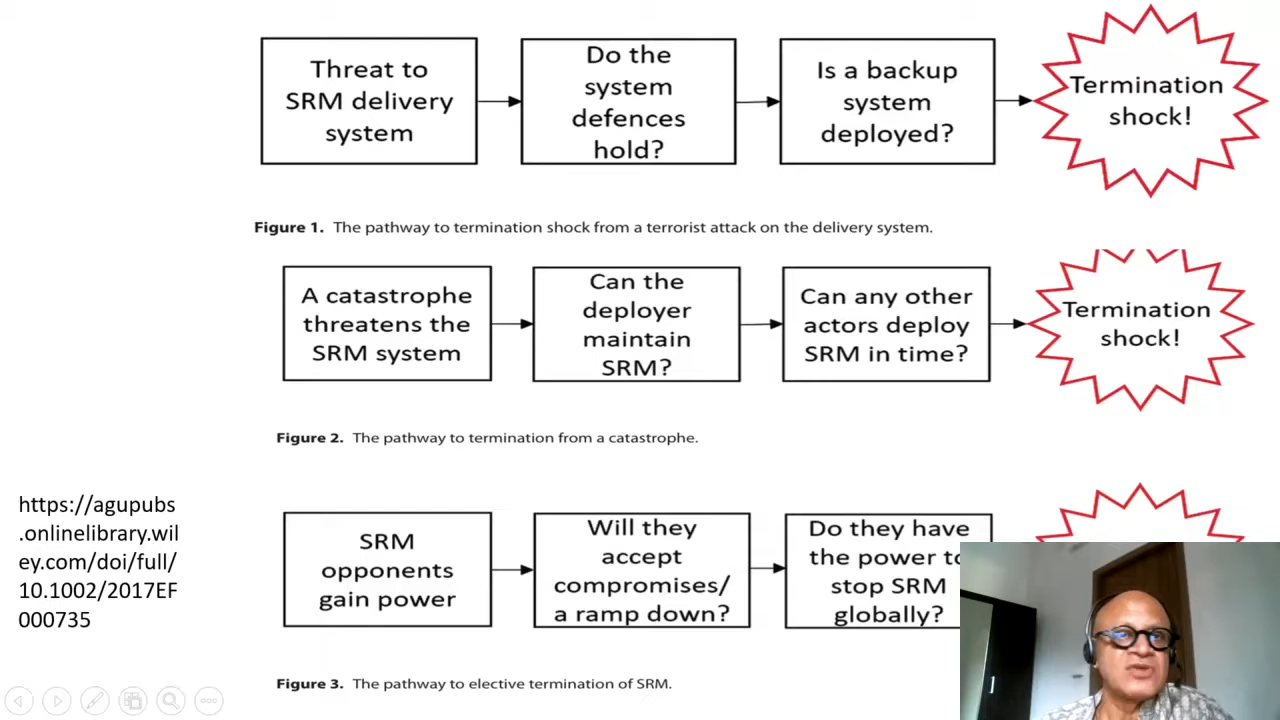 Threat to
SRM delivery
system
Do the
system
defences
hold?
Is a backup
system
deployed?
Termination
shock!
Figure 1. The pathway to termination shock from a terrorist attack on the delivery system.
A catastrophe
threatens the
SRM system
Can the
deployer
maintain
SRM?
Can any other
actors deploy
SRM in time?
Termination
shock!
Figure 2. The pathway to termination from a catastrophe.
https://agupubs
.onlinelibrary.wil
ey.com/doi/full/
10.1002/2017EF
000735
SRM
opponents
gain power
Will they
accept
compromises/
a ramp down?
Do they have
the power
stop SRM
globally?
Figure 3. The pathway to elective termination of SRM.